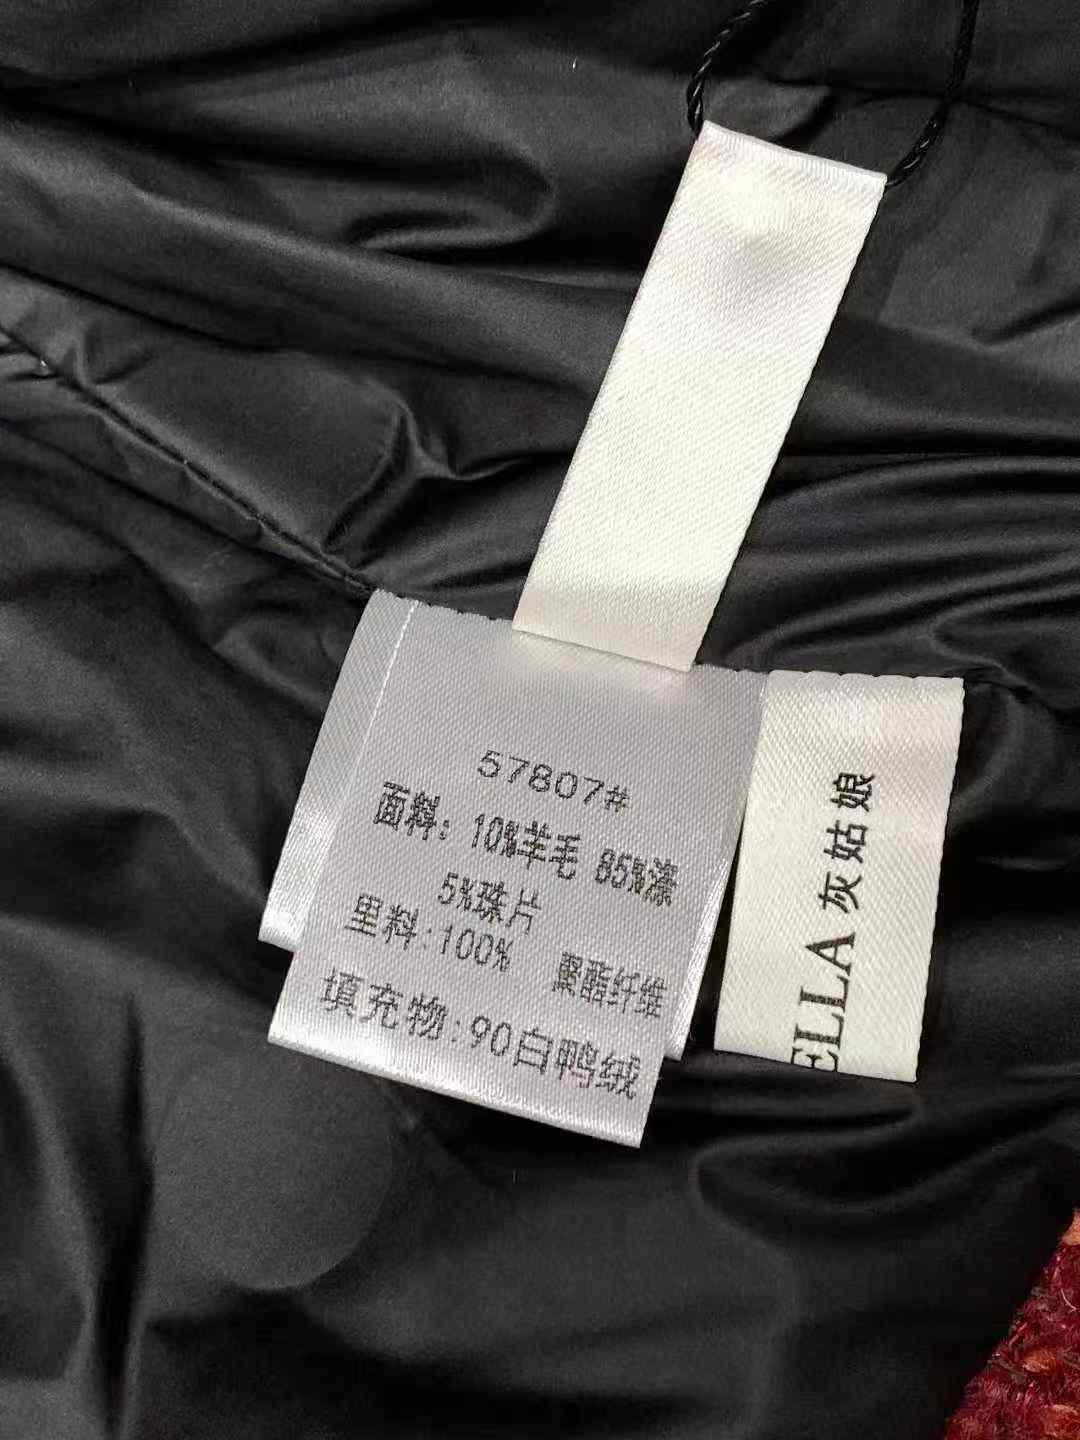 57807#
面料: 10%羊毛 85%涤
5%珠片
里料:100% 聚酯纤维
填充物:90白鸭绒
ELLA 灰姑娘